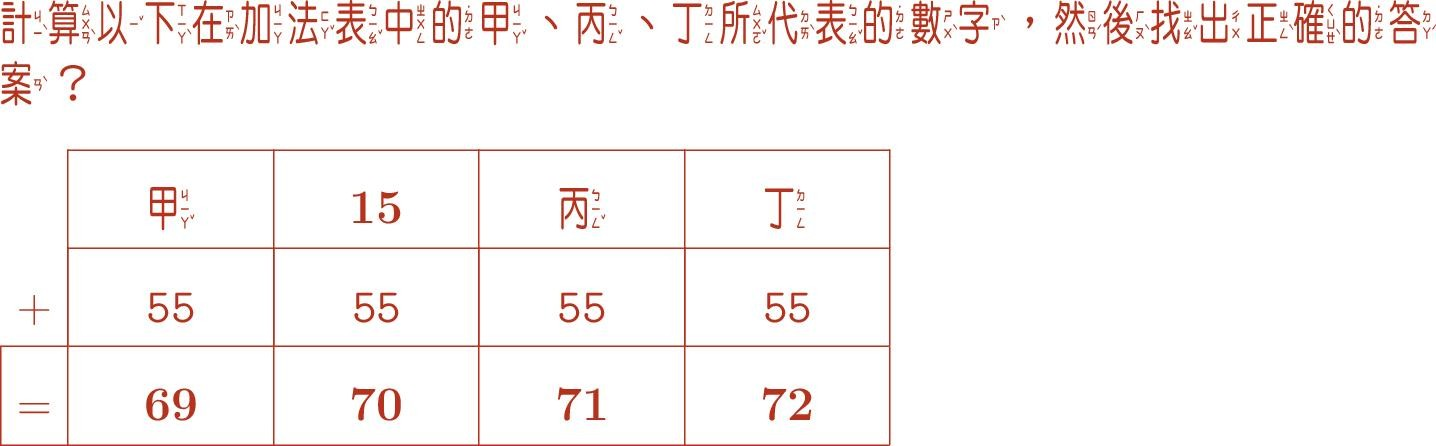 計算以下在加法表中的甲、丙、丁所代表的數字，然後找出正確的答
案？
甲 15 丙 丁
+ 55 55 55 55
= 69 70 71 72